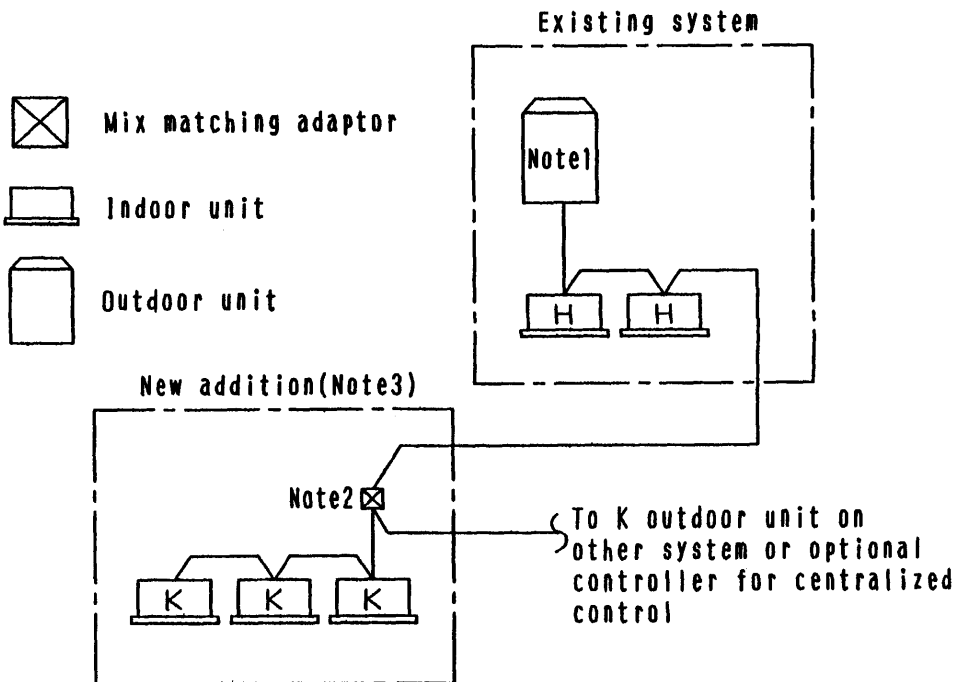 Existing system
Mix matching adaptor
Note1
Indoor unit
Outdoor unit
H H
New addition(Note3)
Note2
To K outdoor unit on
other system or optional
controller for centralized
control
K K K